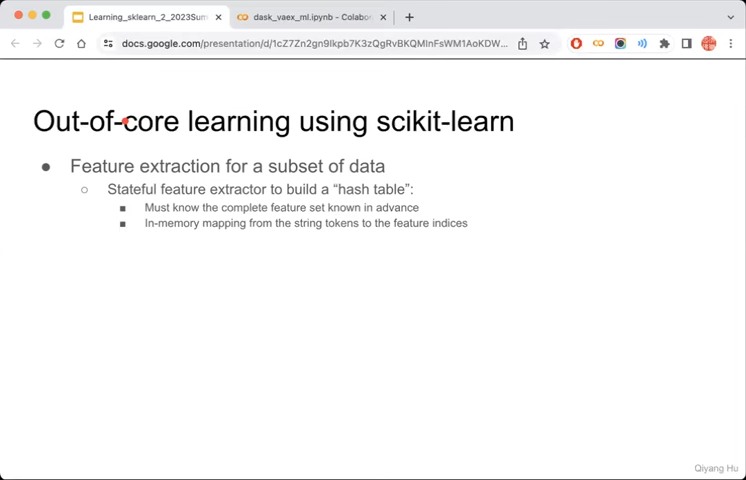 Learning_sklearn_2_2023Sum
dask_vaex_ml.ipynb - Colabo
docs.google.com/presentation/d/1cZ7Zn2gn9Ikpb7K3zQgRvBKQMInFsWM1AoKDW...
Out-of-core learning using scikit-learn
● Feature extraction for a subset of data
○ Stateful feature extractor to build a “hash table”:
■ Must know the complete feature set known in advance
■ In-memory mapping from the string tokens to the feature indices
Qiyang Hu